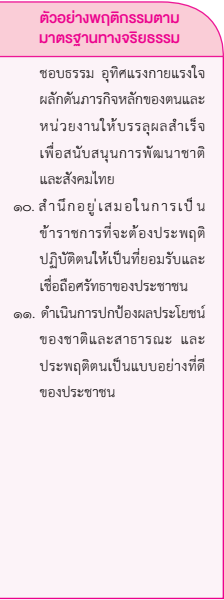 ตัวอย่างพฤติกรรมตาม
มาตรฐานทางจริยธรรม
ชอบธรรม อุทิศแรงกายแรงใจ
ผลักดันภารกิจหลักของตนและ
หน่วยงานให้บรรลุผลสำเร็จ
เพื่อสนับสนุนการพัฒนาชาติ
และสังคมไทย
๑๐. สำนึกอยู่เสมอในการเป็น
ข้าราชการที่จะต้องประพฤติ
ปฏิบัติตนให้เป็นที่ยอมรับและ
เชื่อถือศรัทธาของประชาชน
๑๑. ดำเนินการปกป้องผลประโยชน์
ของชาติและสาธารณะ และ
ประพฤติตนเป็นแบบอย่างที่ดี
ของประชาชน